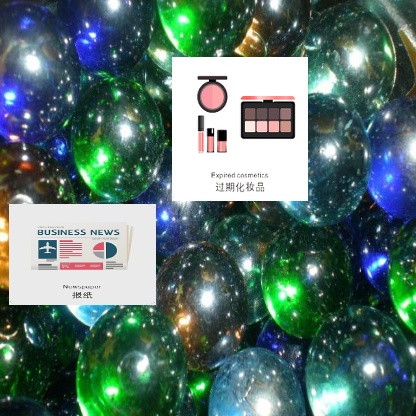 Expired cosmetics
过期化妆品
BUSINESS NEWS
Newspaper
报纸